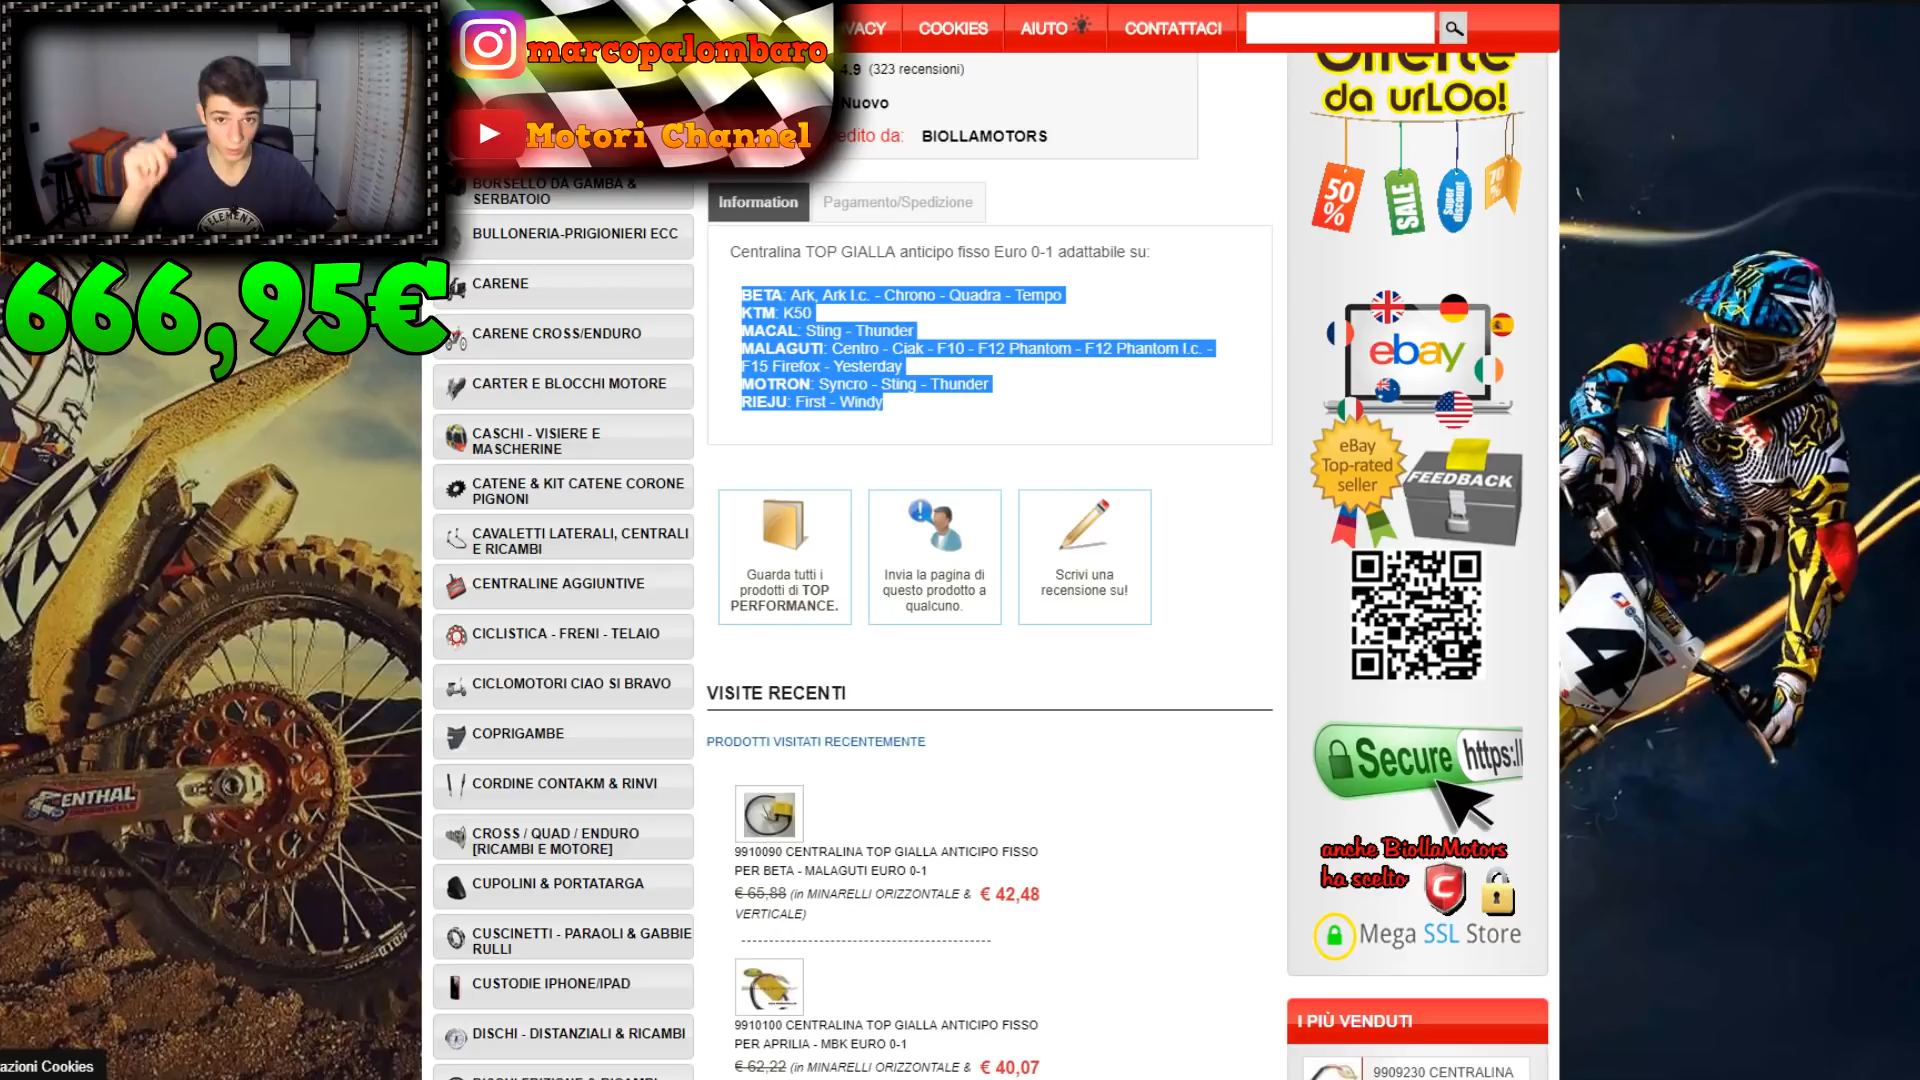 marcopalombaro
Motori Channel
666,95€
ELEMENT
VACY
COOKIES
AIUTO
CONTATTACI
4.9 (323 recensioni)
Nuovo
edito da: BIOLLAMOTORS
BORSELLO DA GAMBA &
SERBATOIO
BULLONERIA-PRIGIONIERI ECC
CARENE
CARENE CROSS/ENDURO
CARTER E BLOCCHI MOTORE
CASCHI - VISIERE E
MASCHERINE
CATENE & KIT CATENE CORONE
PIGNONI
CAVALETTI LATERALI, CENTRALI
E RICAMBI
CENTRALINE AGGIUNTIVE
CICLISTICA - FRENI - TELAIO
CICLOMOTORI CIAO SI BRAVO
COPRIGAMBE
CORDINE CONTAKM & RINVI
CROSS / QUAD / ENDURO
[RICAMBI E MOTORE]
CUPOLINI & PORTATARGA
CUSCINETTI - PARAOLI & GABBIE
RULLI
CUSTODIE IPHONE/IPAD
DISCHI - DISTANZIALI & RICAMBI
Information
Pagamento/Spedizione
Centralina TOP GIALLA anticipo fisso Euro 0-1 adattabile su:
BETA: Ark, Ark l.c. - Chrono - Quadra - Tempo
KTM: K50
MACAL: Sting - Thunder
MALAGUTI: Centro - Ciak - F10 - F12 Phantom - F12 Phantom l.c. -
F15 Firefox - Yesterday
MOTRON: Syncro - Sting - Thunder
RIEJU: First - Windy
Guarda tutti i
prodotti di TOP
PERFORMANCE.
Invia la pagina di
questo prodotto a
qualcuno.
Scrivi una
recensione su!
VISITE RECENTI
PRODOTTI VISITATI RECENTEMENTE
9910090 CENTRALINA TOP GIALLA ANTICIPO FISSO
PER BETA - MALAGUTI EURO 0-1
€ 65,88 (in MINARELLI ORIZZONTALE & € 42,48
VERTICALE)
9910100 CENTRALINA TOP GIALLA ANTICIPO FISSO
PER APRILIA - MBK EURO 0-1
€ 62,22 (in MINARELLI ORIZZONTALE & € 40,07
Offerte
da urLOo!
50
%
SALE
Super
discount
70
%
ebay
eBay
Top-rated
seller
FEEDBACK
Secure https:/
anche BiollaMotors
ha scelto
C
Mega SSL Store
I PIÙ VENDUTI
9909230 CENTRALINA
4
ENTHAL
azioni Cookies